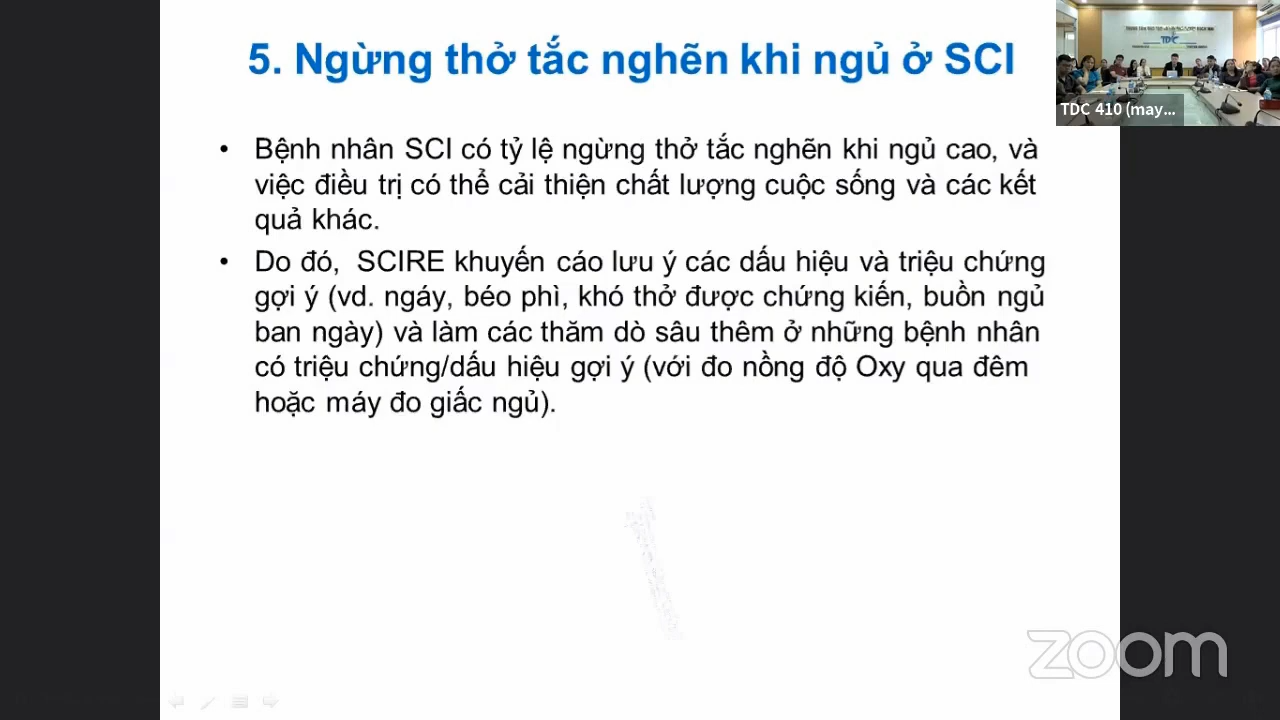 5. Ngừng thở tắc nghẽn khi ngủ ở SCI
• Bệnh nhân SCI có tỷ lệ ngừng thở tắc nghẽn khi ngủ cao, và
việc điều trị có thể cải thiện chất lượng cuộc sống và các kết
quả khác.
• Do đó, SCIRE khuyến cáo lưu ý các dấu hiệu và triệu chứng
gợi ý (vd. ngáy, béo phì, khó thở được chứng kiến, buồn ngủ
ban ngày) và làm các thăm dò sâu thêm ở những bệnh nhân
có triệu chứng/dấu hiệu gợi ý (với đo nồng độ Oxy qua đêm
hoặc máy đo giấc ngủ).
TDC
TDC 410 (may...
zoom